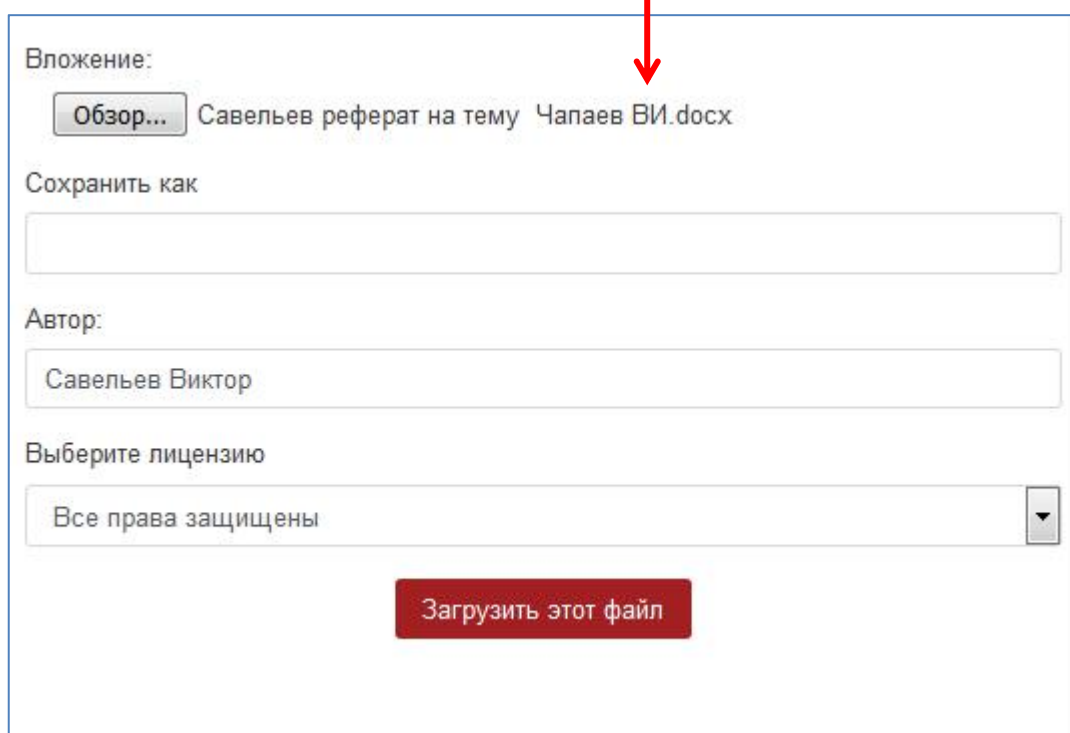 Вложение:
Обзор... Савельев реферат на тему  Чапаев ВИ.docx
Сохранить как
Автор:
Савельев Виктор
Выберите лицензию
Все права защищены
Загрузить этот файл